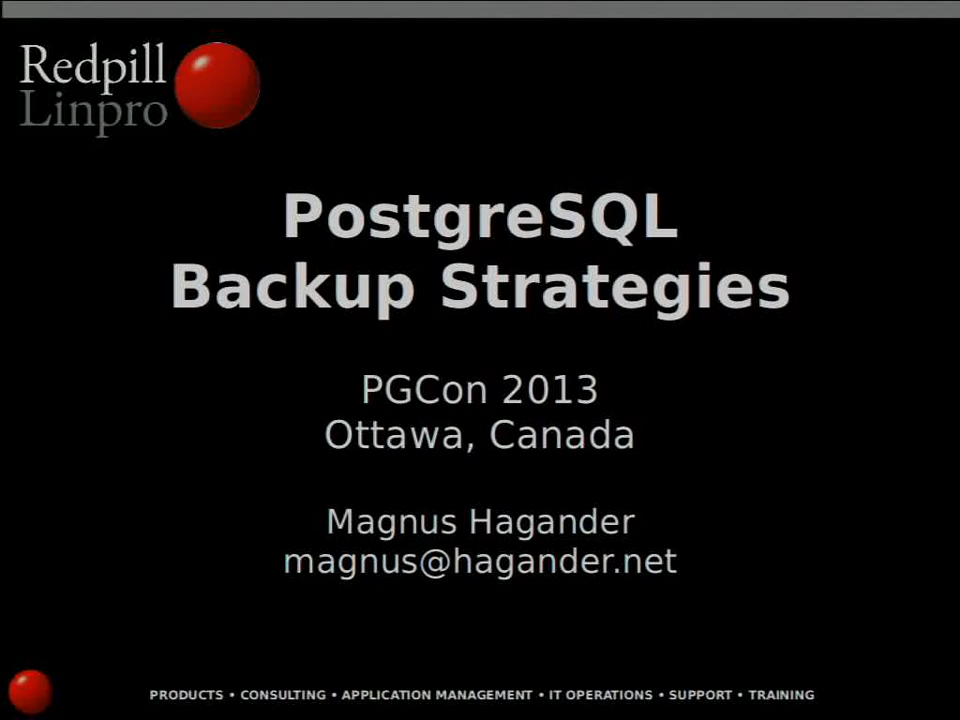 Redpill
Linpro
PostgreSQL
Backup Strategies
PGCon 2013
Ottawa, Canada
Magnus Hagander
magnus@hagander.net
PRODUCTS • CONSULTING • APPLICATION MANAGEMENT • IT OPERATIONS • SUPPORT • TRAINING